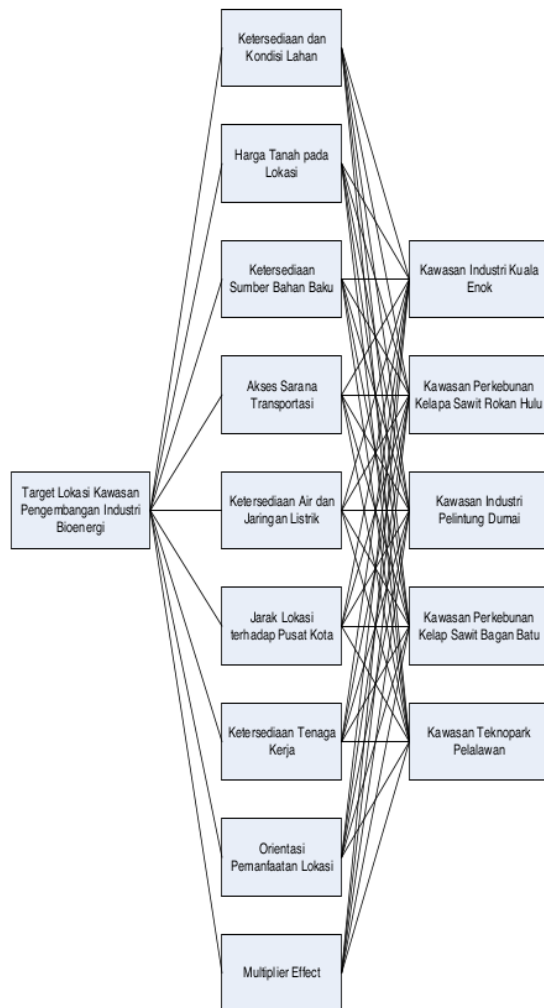 Target Lokasi Kawasan
Pengembangan Industri
Bioenergi
Ketersediaan dan
Kondisi Lahan
Harga Tanah pada
Lokasi
Ketersediaan
Sumber Bahan Baku
Akses Sarana
Transportasi
Ketersediaan Air dan
Jaringan Listrik
Jarak Lokasi
terhadap Pusat Kota
Ketersediaan Tenaga
Kerja
Orientasi
Pemanfaatan Lokasi
Multiplier Effect
Kawasan Industri Kuala
Enok
Kawasan Perkebunan
Kelapa Sawit Rokan Hulu
Kawasan Industri
Pelintung Dumai
Kawasan Perkebunan
Kelap Sawit Bagan Batu
Kawasan Teknopark
Pelalawan